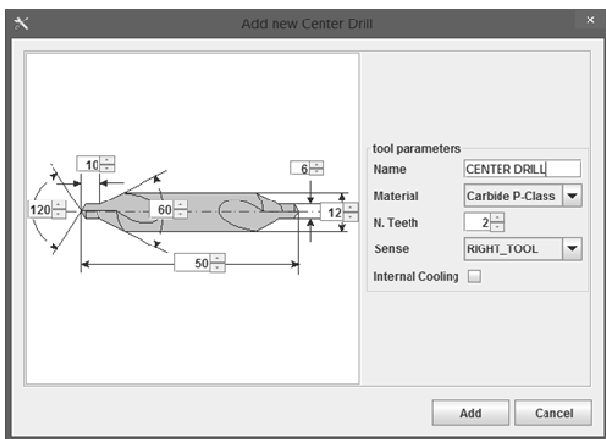 Add new Center Drill
10
6
120
60
12
50
tool parameters
Name CENTER DRILL
Material Carbide P-Class
N. Teeth 2
Sense RIGHT_TOOL
Internal Cooling
Add Cancel